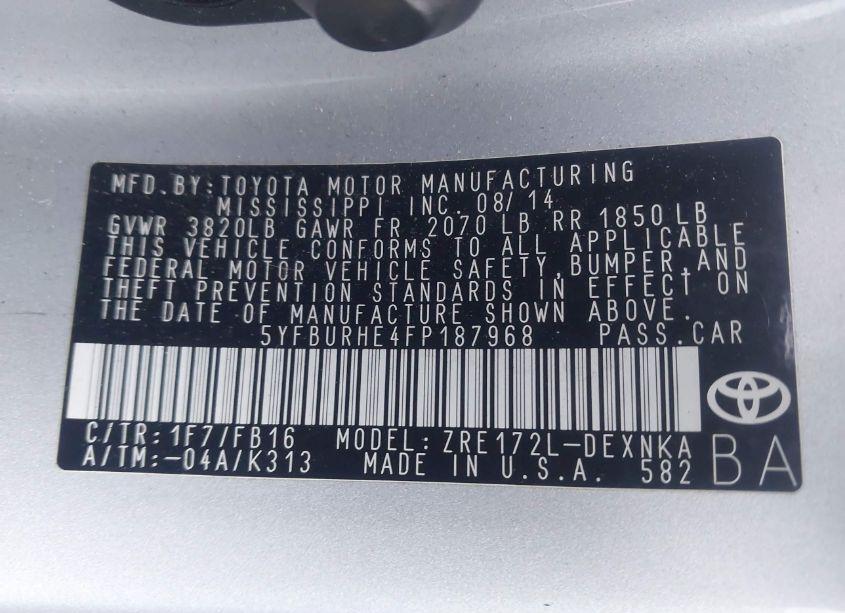 MFD.BY:TOYOTA MOTOR MANUFACTURING
MISSISSIPPI INC. 08/14
GVWR 3820LB GAWR FR 2070 LB RR 1850 LB
THIS VEHICLE CONFORMS TO ALL APPLICABLE
FEDERAL MOTOR VEHICLE SAFETY,BUMPER,AND
THEFT PREVENTION STANDARDS IN EFFECT ON
THE DATE OF MANUFACTURE SHOWN ABOVE.
5YFBURHE4FP187968 PASS.CAR
C/TR:1F7/FB16 MODEL:ZRE172L-DEXNKA
A/TM:-04A/K313 MADE IN U.S.A. 582
BA